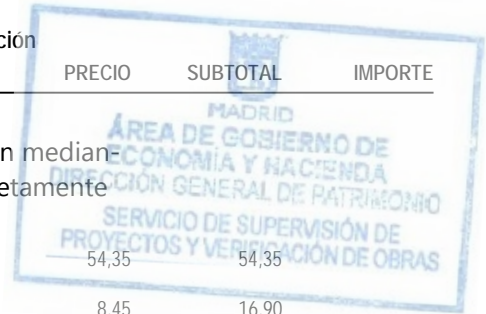 ción
PRECIO SUBTOTAL IMPORTE
MADRID
ÁREA DE GOBIERNO DE
n median-
ECONOMÍA Y HACIENDA
etamente
DIRECCIÓN GENERAL DE PATRIMONIO
SERVICIO DE SUPERVISIÓN DE
PROYECTOS Y VERIFICACIÓN DE OBRAS
54,35 54,35
8,45 16,90